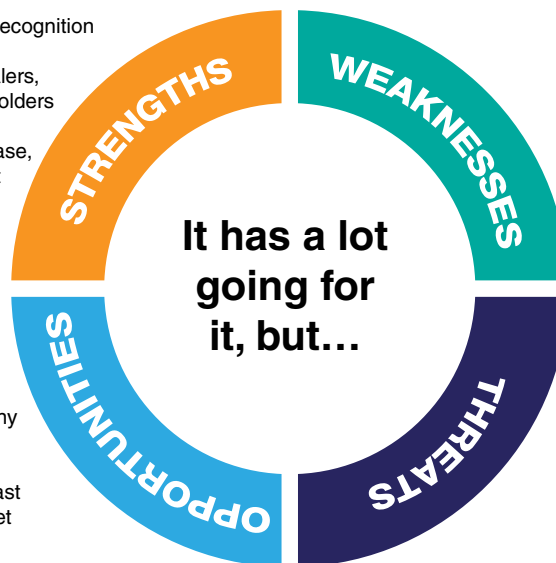 ecognition
lers,
olders
ase,
STRENGTHS
WEAKNESSES
It has a lot
going for
it, but…
OPPORTUNITIES
THREATS
ny
ast
et